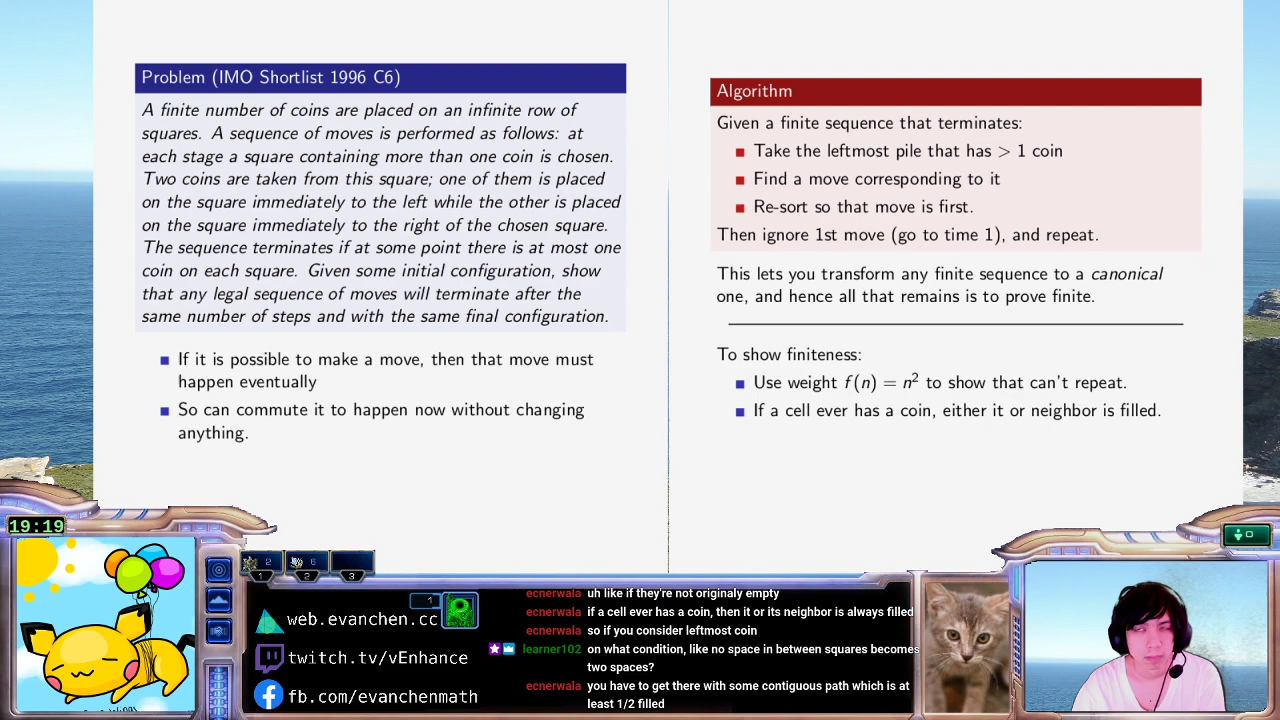 Problem (IMO Shortlist 1996 C6)
A finite number of coins are placed on an infinite row of
squares. A sequence of moves is performed as follows: at
each stage a square containing more than one coin is chosen.
Two coins are taken from this square; one of them is placed
on the square immediately to the left while the other is placed
on the square immediately to the right of the chosen square.
The sequence terminates if at some point there is at most one
coin on each square. Given some initial configuration, show
that any legal sequence of moves will terminate after the
same number of steps and with the same final configuration.
■ If it is possible to make a move, then that move must
happen eventually
■ So can commute it to happen now without changing
anything.
Algorithm
Given a finite sequence that terminates:
■ Take the leftmost pile that has > 1 coin
■ Find a move corresponding to it
■ Re-sort so that move is first.
Then ignore 1st move (go to time 1), and repeat.
This lets you transform any finite sequence to a canonical
one, and hence all that remains is to prove finite.
To show finiteness:
■ Use weight f(n) = n² to show that can't repeat.
■ If a cell ever has a coin, either it or neighbor is filled.
19:19
2
6
1
2
3
1
web.evanchen.cc
twitch.tv/vEnhance
fb.com/evanchenmath
ecnerwala uh like if they're not originaly empty
ecnerwala if a cell ever has a coin, then it or its neighbor is always filled
ecnerwala so if you consider leftmost coin
learner102 on what condition, like no space in between squares becomes
two spaces?
ecnerwala you have to get there with some contiguous path which is at
least 1/2 filled